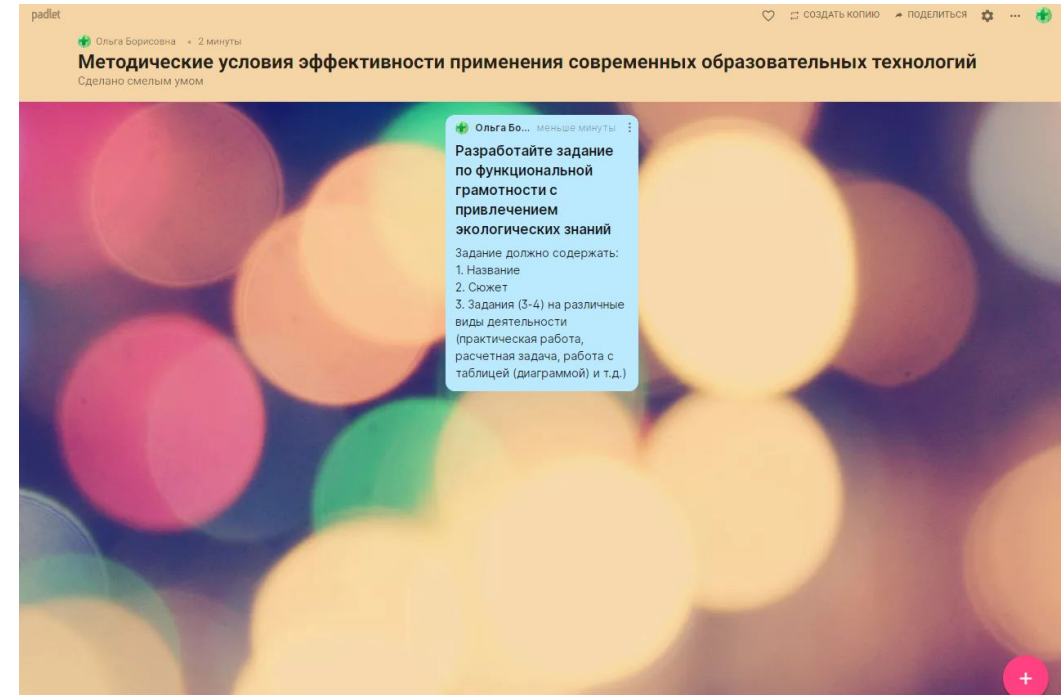 padlet
СОЗДАТЬ КОПИЮ ПОДЕЛИТЬСЯ
Ольга Борисовна • 2 минуты
Методические условия эффективности применения современных образовательных технологий
Сделано смелым умом
Ольга Бо... меньше минуты
Разработайте задание
по функциональной
грамотности с
привлечением
экологических знаний
Задание должно содержать:
1. Название
2. Сюжет
3. Задания (3-4) на различные
виды деятельности
(практическая работа,
расчетная задача, работа с
таблицей (диаграммой) и т.д.)